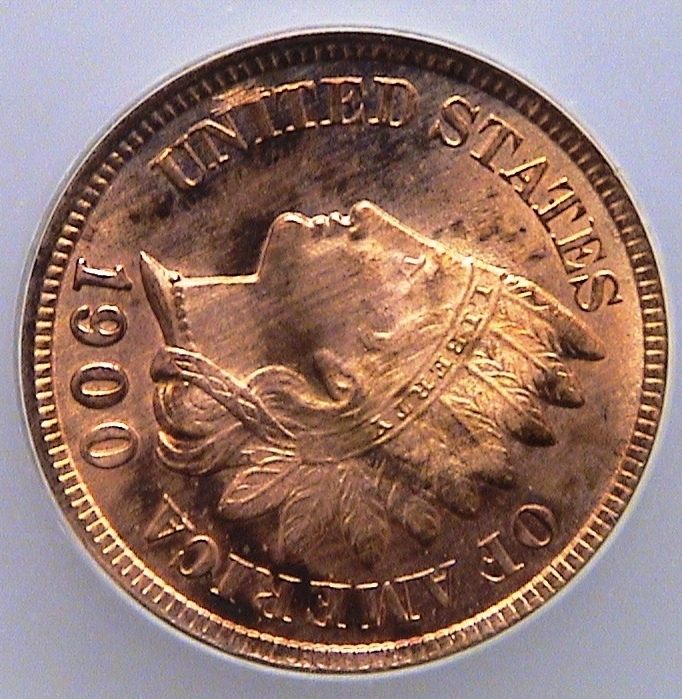 UNITED STATES
OF AMERICA
LIBERTY
1900